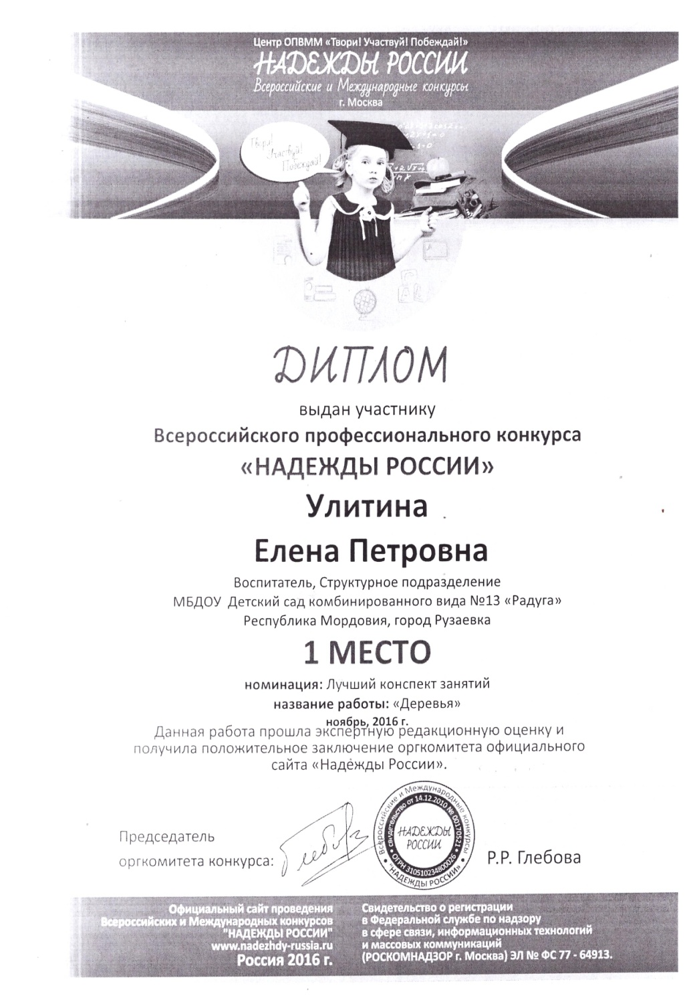 Центр ОПВММ «Твори! Участвуй! Побеждай!»
НАДЕЖДЫ РОССИИ
Всероссийские и Международные конкурсы
г. Москва
Твори!
Участвуй!
Побеждай!
ДИПЛОМ
выдан участнику
Всероссийского профессионального конкурса
«НАДЕЖДЫ РОССИИ»
Улитина
Елена Петровна
Воспитатель, Структурное подразделение
МБДОУ Детский сад комбинированного вида №13 «Радуга»
Республика Мордовия, город Рузаевка
1 МЕСТО
номинация: Лучший конспект занятий
название работы: «Деревья»
ноябрь, 2016 г.
Данная работа прошла экспертную редакционную оценку и
получила положительное заключение оргкомитета официального
сайта «Надежды России».
Председатель
оргкомитета конкурса:
Всероссийские и Международные конкурсы
"НАДЕЖДЫ РОССИИ"
свидетельство от 14.12.2010 № 00170521
ОГРН 310510234800026
НАДЕЖДЫ
РОССИИ
Р.Р. Глебова
Официальный сайт проведения
Всероссийских и Международных конкурсов
"НАДЕЖДЫ РОССИИ"
www.nadezhdy-russia.ru
Россия 2016 г.
Свидетельство о регистрации
в Федеральной службе по надзору
в сфере связи, информационных технологий
и массовых коммуникаций
(РОСКОМНАДЗОР г. Москва) ЭЛ № ФС 77 - 64913.